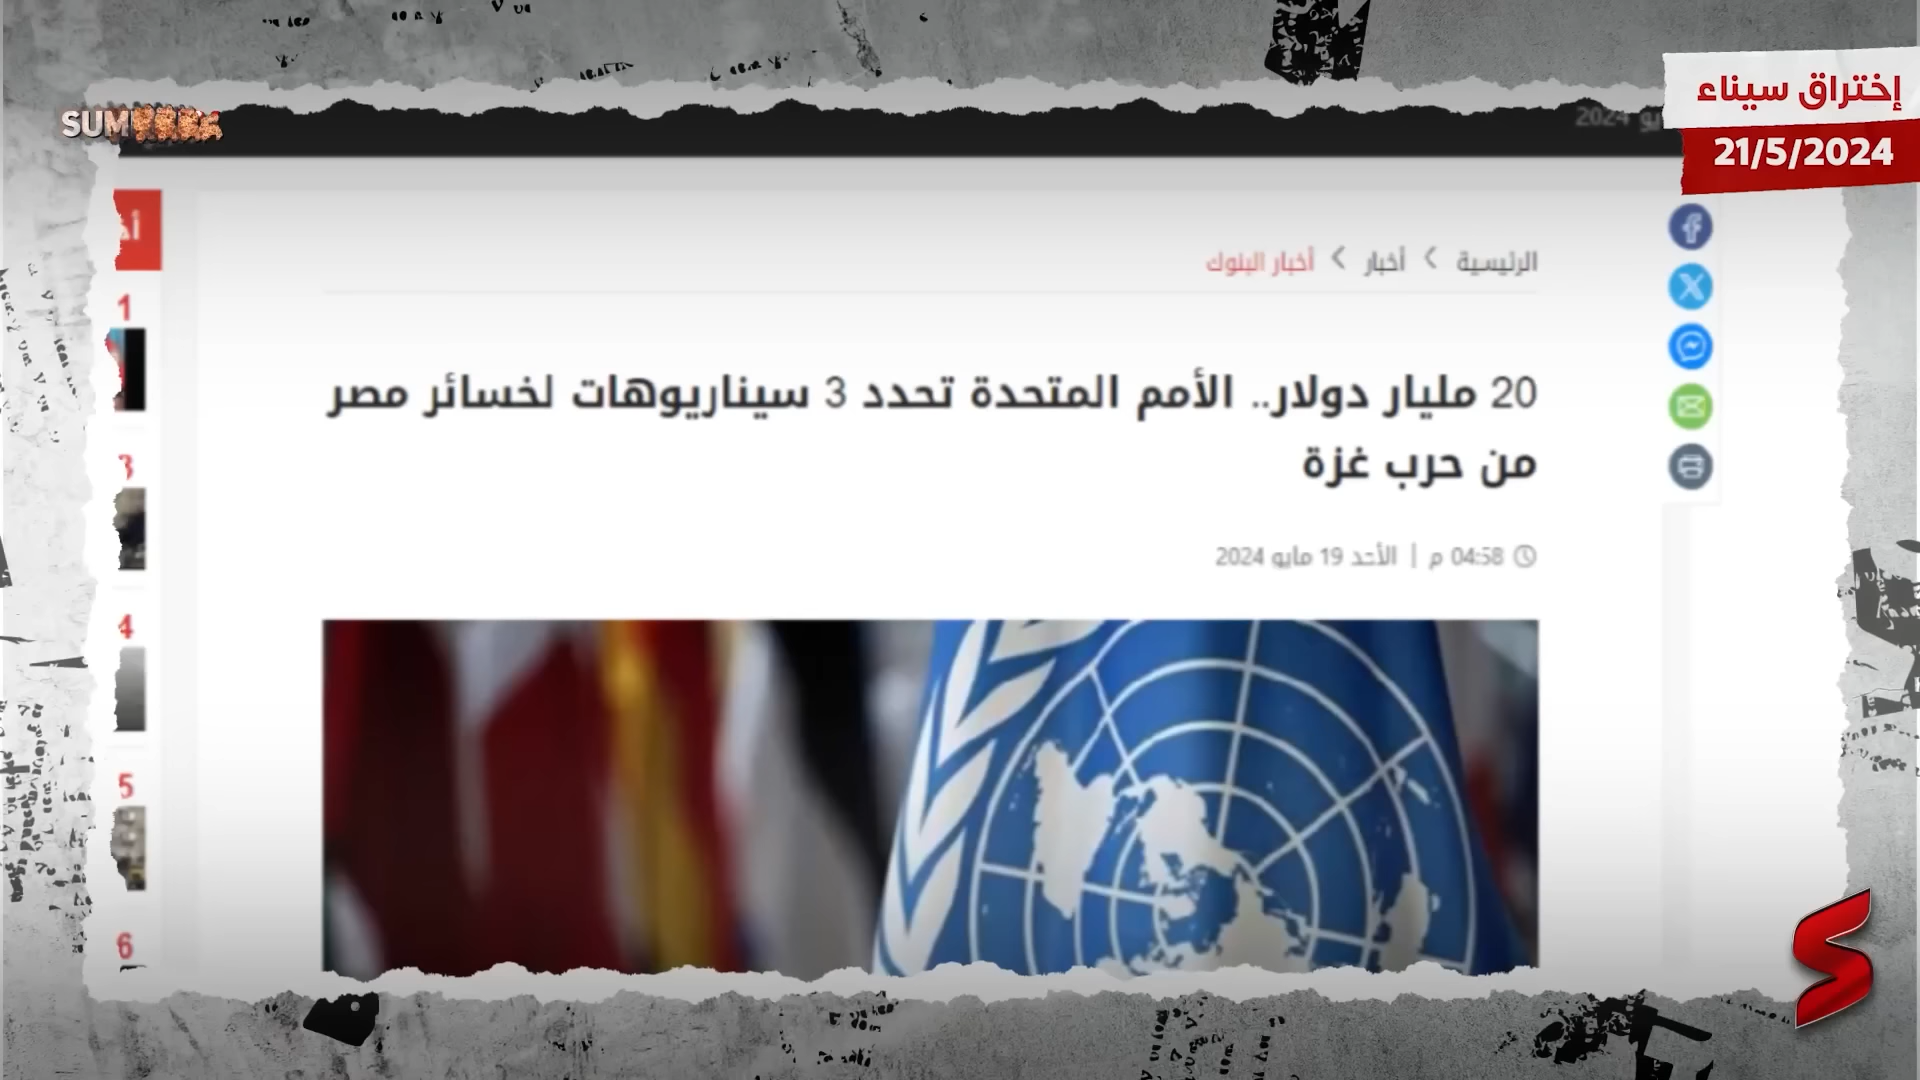 إختراق سيناء
21/5/2024
2024
الرئيسية > أخبار > أخبار البنوك
20 مليار دولار.. الأمم المتحدة تحدد 3 سيناريوهات لخسائر مصر
من حرب غزة
04:58 م | الأحد 19 مايو 2024
1
3
4
5
6